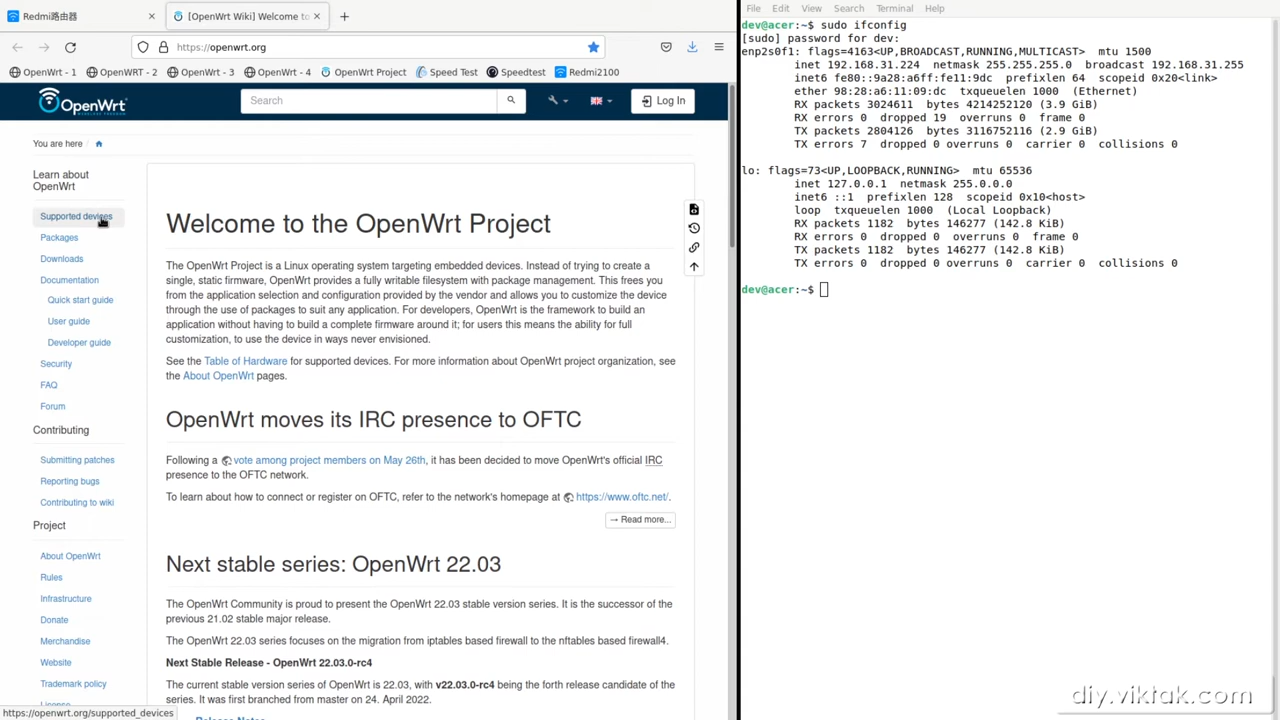 Redmi路由器
[OpenWrt Wiki] Welcome to
https://openwrt.org
OpenWrt - 1
OpenWRT - 2
OpenWrt - 3
OpenWrt - 4
OpenWrt Project
Speed Test
Speedtest
Redmi2100
OpenWrt
WIRELESS FREEDOM
Search
Log In
You are here
Learn about
OpenWrt
Supported devices
Packages
Downloads
Documentation
Quick start guide
User guide
Developer guide
Security
FAQ
Forum
Contributing
Submitting patches
Reporting bugs
Contributing to wiki
Project
About OpenWrt
Rules
Infrastructure
Donate
Merchandise
Website
Trademark policy
License
https://openwrt.org/supported_devices
Welcome to the OpenWrt Project
The OpenWrt Project is a Linux operating system targeting embedded devices. Instead of trying to create a
single, static firmware, OpenWrt provides a fully writable filesystem with package management. This frees you
from the application selection and configuration provided by the vendor and allows you to customize the device
through the use of packages to suit any application. For developers, OpenWrt is the framework to build an
application without having to build a complete firmware around it; for users this means the ability for full
customization, to use the device in ways never envisioned.
See the Table of Hardware for supported devices. For more information about OpenWrt project organization, see
the About OpenWrt pages.
OpenWrt moves its IRC presence to OFTC
Following a vote among project members on May 26th, it has been decided to move OpenWrt's official IRC
presence to the OFTC network.
To learn about how to connect or register on OFTC, refer to the network's homepage at https://www.oftc.net/.
→ Read more...
Next stable series: OpenWrt 22.03
The OpenWrt Community is proud to present the OpenWrt 22.03 stable version series. It is the successor of the
previous 21.02 stable major release.
The OpenWrt 22.03 series focuses on the migration from iptables based firewall to the nftables based firewall4.
Next Stable Release - OpenWrt 22.03.0-rc4
The current stable version series of OpenWrt is 22.03, with v22.03.0-rc4 being the forth release candidate of the
series. It was first branched from master on 24. April 2022.
Release Notes
File Edit View Search Terminal Help
dev@acer:~$ sudo ifconfig
[sudo] password for dev:
enp2s0f1: flags=4163<UP,BROADCAST,RUNNING,MULTICAST> mtu 1500
inet 192.168.31.224 netmask 255.255.255.0 broadcast 192.168.31.255
inet6 fe80::9a28:a6ff:fe11:9dc prefixlen 64 scopeid 0x20<link>
ether 98:28:a6:11:09:dc txqueuelen 1000 (Ethernet)
RX packets 3024611 bytes 4214252120 (3.9 GiB)
RX errors 0 dropped 19 overruns 0 frame 0
TX packets 2804126 bytes 3116752116 (2.9 GiB)
TX errors 7 dropped 0 overruns 0 carrier 0 collisions 0
lo: flags=73<UP,LOOPBACK,RUNNING> mtu 65536
inet 127.0.0.1 netmask 255.0.0.0
inet6 ::1 prefixlen 128 scopeid 0x10<host>
loop txqueuelen 1000 (Local Loopback)
RX packets 1182 bytes 146277 (142.8 KiB)
RX errors 0 dropped 0 overruns 0 frame 0
TX packets 1182 bytes 146277 (142.8 KiB)
TX errors 0 dropped 0 overruns 0 carrier 0 collisions 0
dev@acer:~$
diy.viktak.com